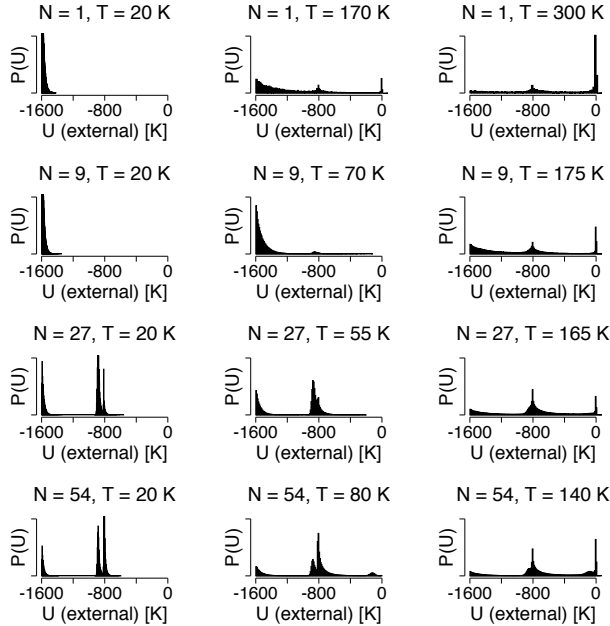 N = 1, T = 20 K N = 1, T = 170 K N = 1, T = 300 K
P(U) P(U) P(U)
-1600 -800 0 -1600 -800 0 -1600 -800 0
U (external) [K] U (external) [K] U (external) [K]
N = 9, T = 20 K N = 9, T = 70 K N = 9, T = 175 K
P(U) P(U) P(U)
-1600 -800 0 -1600 -800 0 -1600 -800 0
U (external) [K] U (external) [K] U (external) [K]
N = 27, T = 20 K N = 27, T = 55 K N = 27, T = 165 K
P(U) P(U) P(U)
-1600 -800 0 -1600 -800 0 -1600 -800 0
U (external) [K] U (external) [K] U (external) [K]
N = 54, T = 20 K N = 54, T = 80 K N = 54, T = 140 K
P(U) P(U) P(U)
-1600 -800 0 -1600 -800 0 -1600 -800 0
U (external) [K] U (external) [K] U (external) [K]